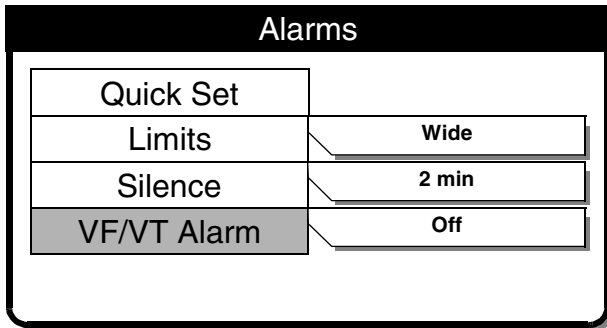 Alarms
Quick Set
Limits Wide
Silence 2 min
VF/VT Alarm Off